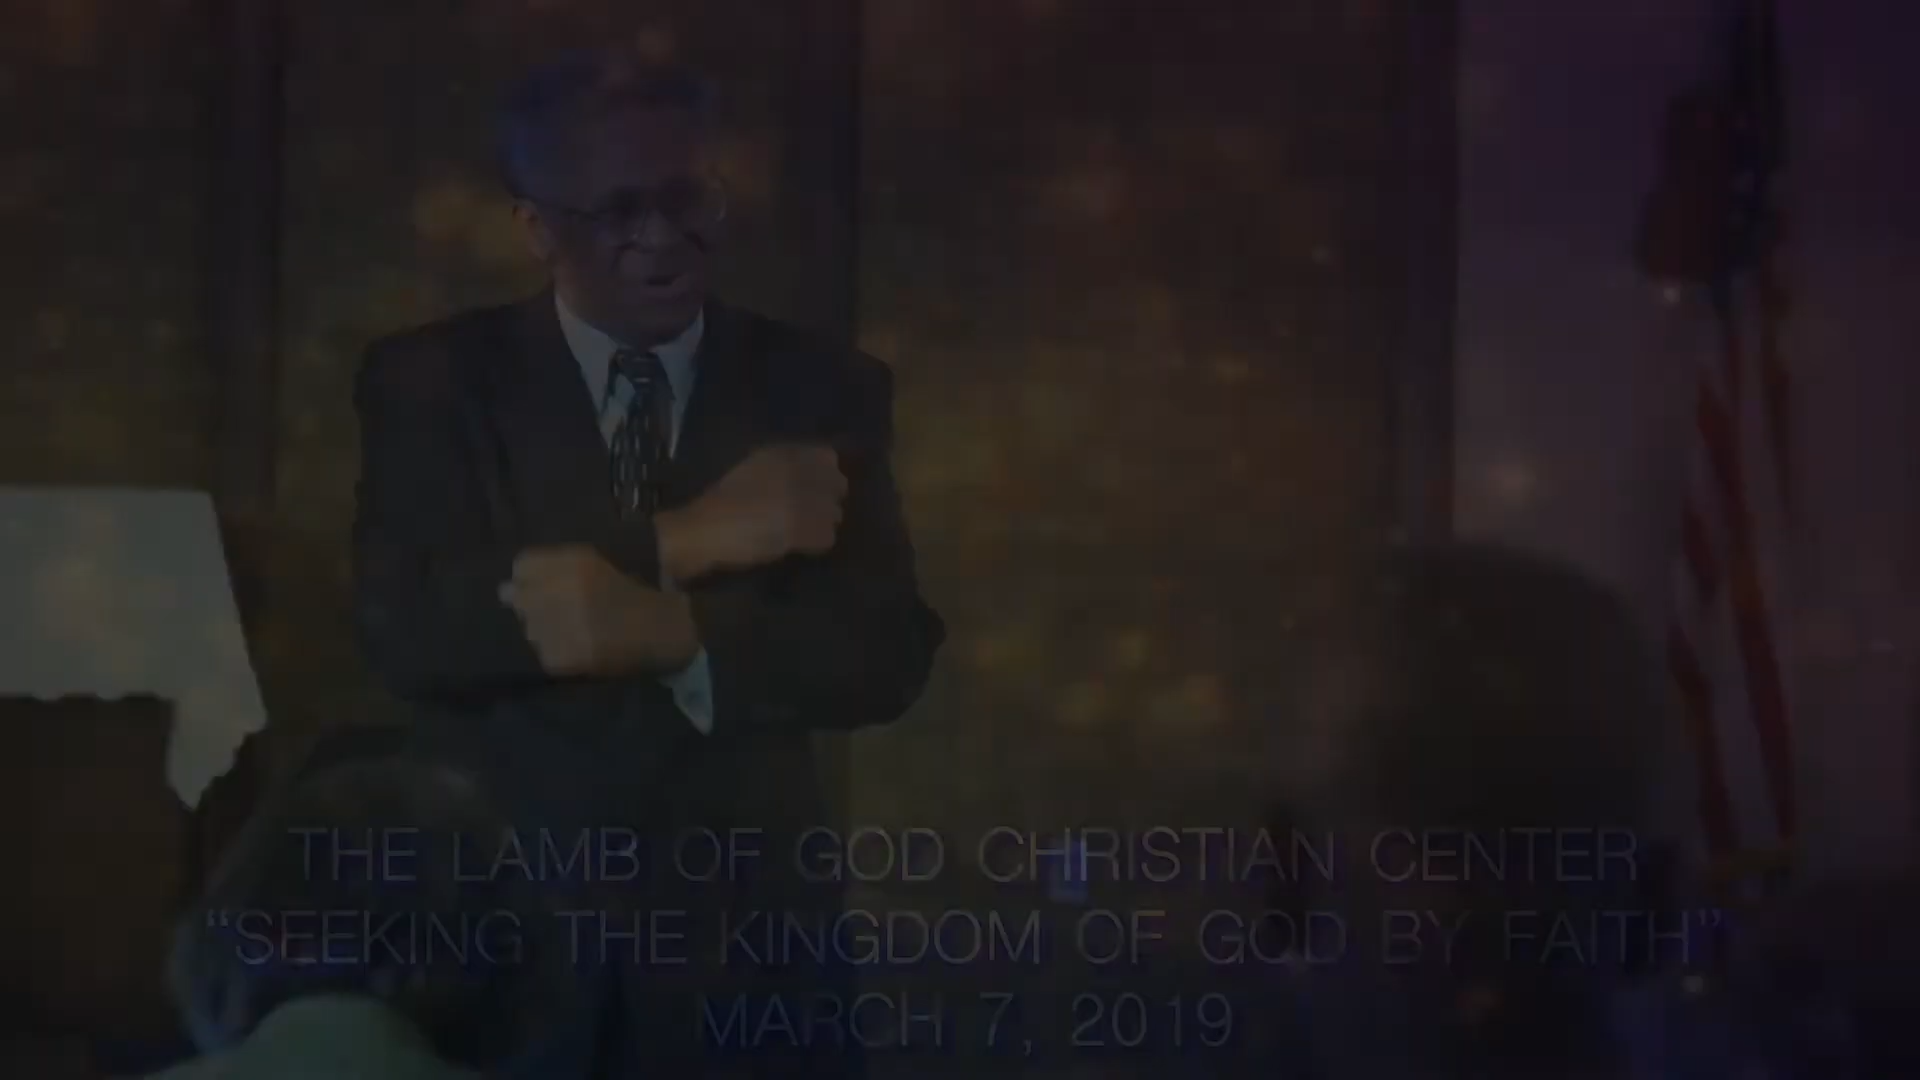 THE LAMB OF GOD CHRISTIAN CENTER
“SEEKING THE KINGDOM OF GOD BY FAITH”
MARCH 7, 2019